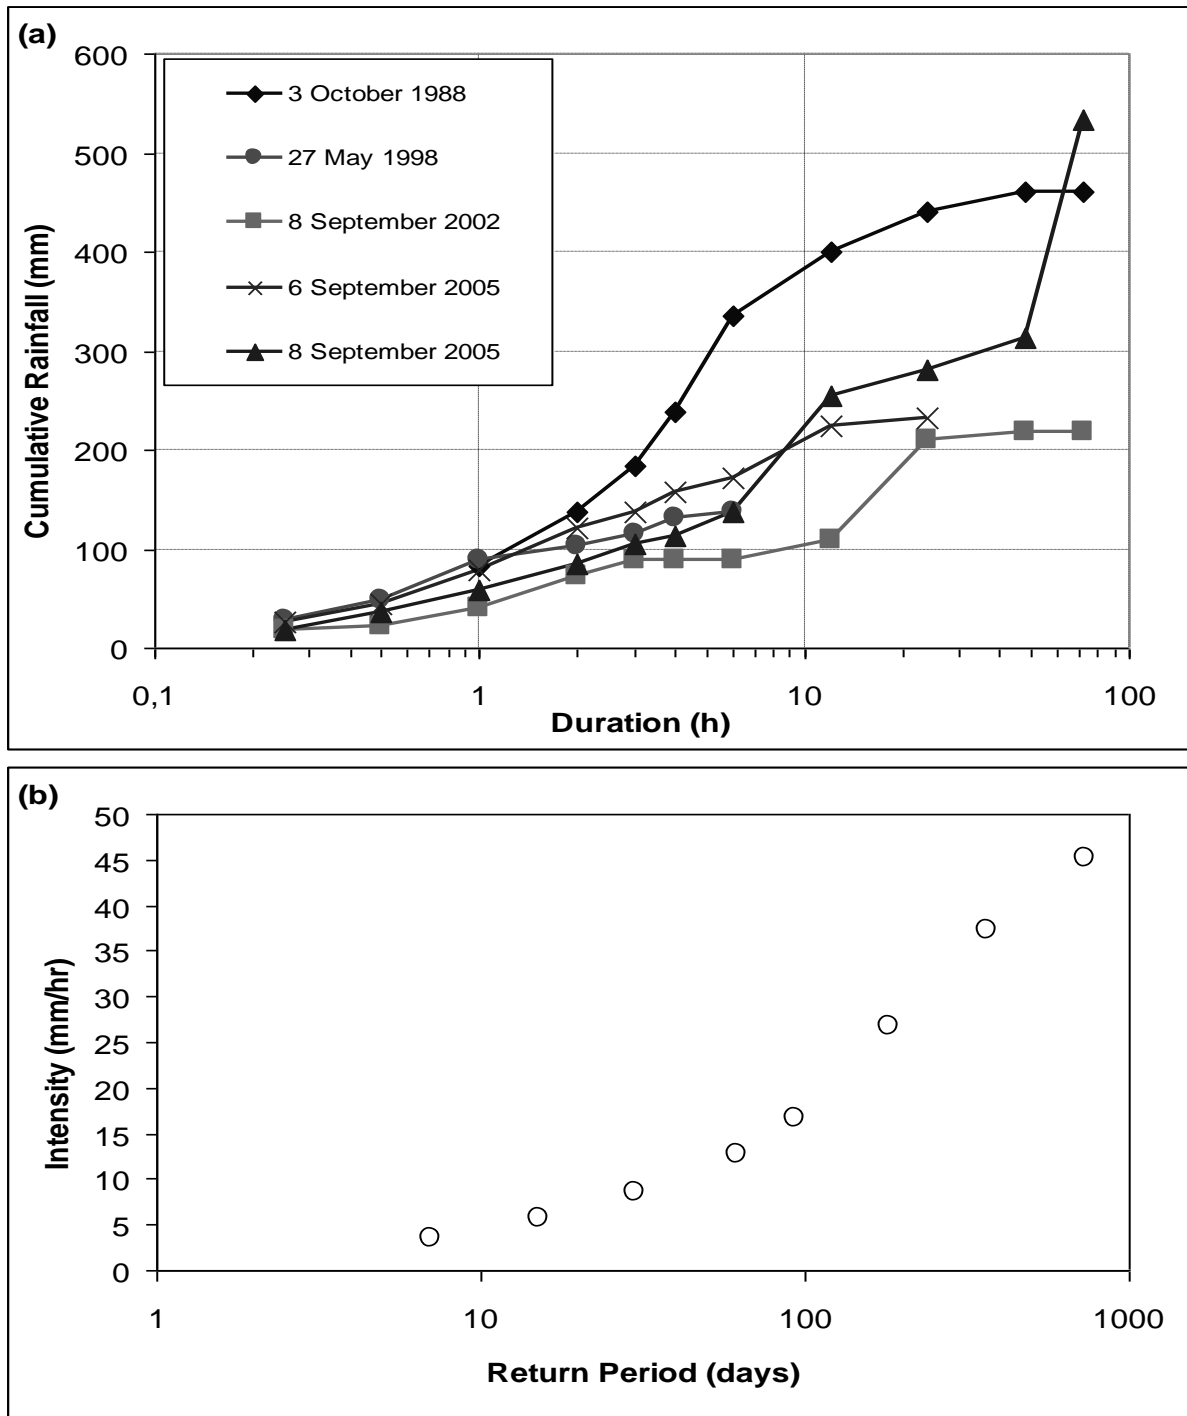 (a)
600
500
400
300
200
100
0
Cumulative Rainfall (mm)
3 October 1988
27 May 1998
8 September 2002
6 September 2005
8 September 2005
0,1 1 10 100
Duration (h)
(b)
50
45
40
35
30
25
20
15
10
5
0
Intensity (mm/hr)
1 10 100 1000
Return Period (days)